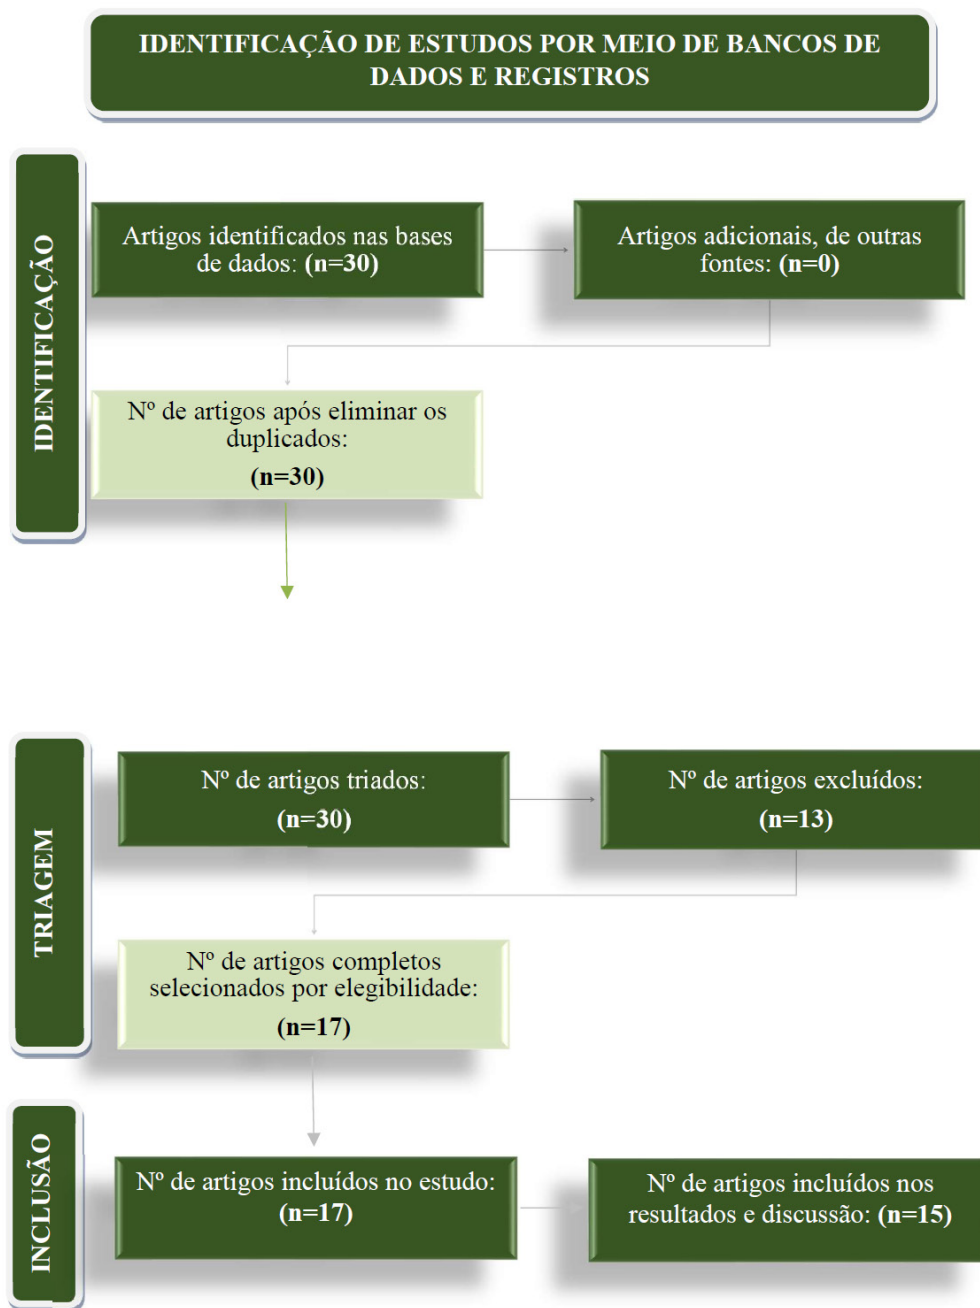 IDENTIFICAÇÃO DE ESTUDOS POR MEIO DE BANCOS DE
DADOS E REGISTROS
IDENTIFICAÇÃO
Artigos identificados nas bases
de dados: (n=30)
Artigos adicionais, de outras
fontes: (n=0)
Nº de artigos após eliminar os
duplicados:
(n=30)
TRIAGEM
Nº de artigos triados:
(n=30)
Nº de artigos excluídos:
(n=13)
Nº de artigos completos
selecionados por elegibilidade:
(n=17)
INCLUSÃO
Nº de artigos incluídos no estudo:
(n=17)
Nº de artigos incluídos nos
resultados e discussão: (n=15)